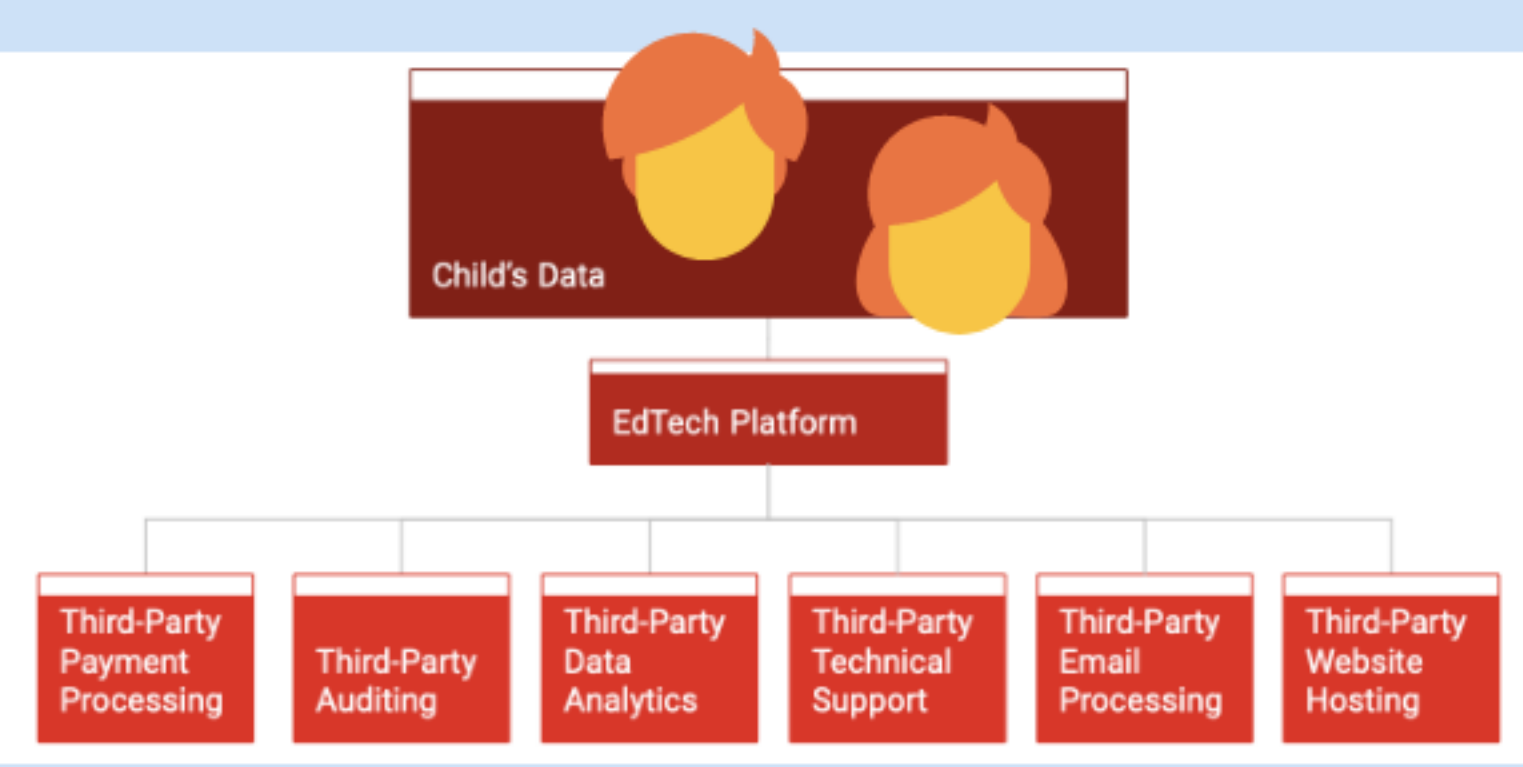 Child's Data
EdTech Platform
Third-Party
Payment
Processing
Third-Party
Auditing
Third-Party
Data
Analytics
Third-Party
Technical
Support
Third-Party
Email
Processing
Third-Party
Website
Hosting